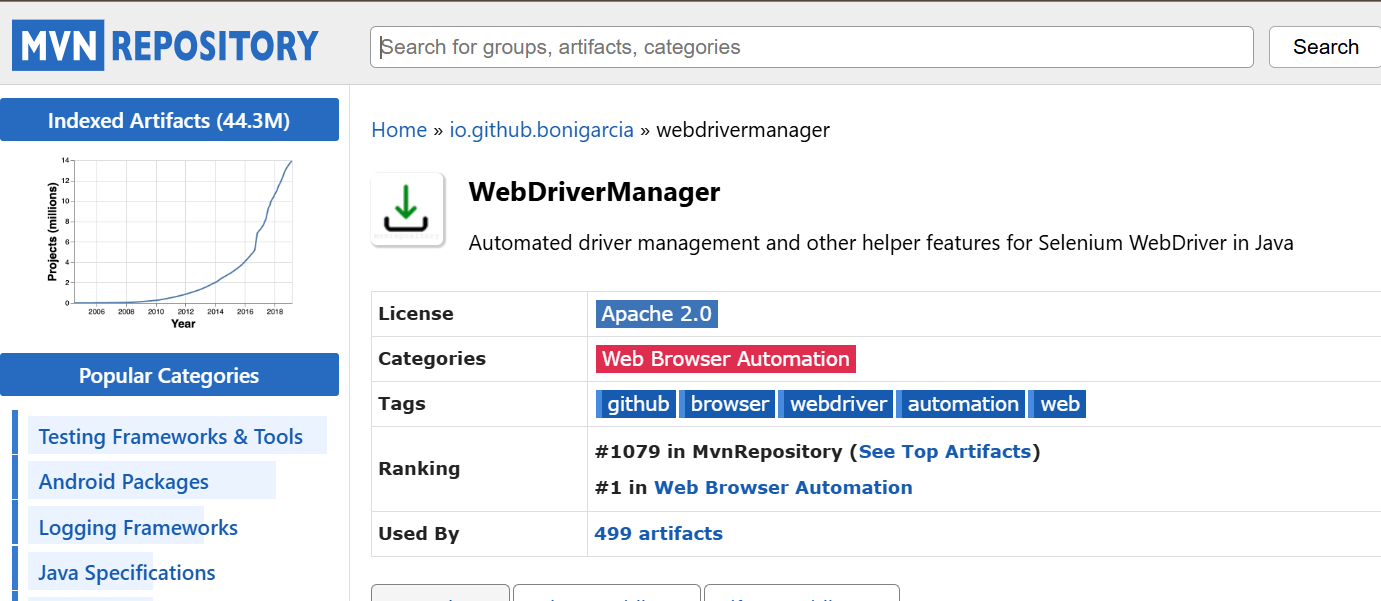 MVN REPOSITORY
Search for groups, artifacts, categories
Search
Indexed Artifacts (44.3M)
Projects (millions)
14
12
10
8
6
4
2
0
2006 2008 2010 2012 2014 2016 2018
Year
Popular Categories
Testing Frameworks & Tools
Android Packages
Logging Frameworks
Java Specifications
Home » io.github.bonigarcia » webdrivermanager
WebDriverManager
Automated driver management and other helper features for Selenium WebDriver in Java
License Apache 2.0
Categories Web Browser Automation
Tags github browser webdriver automation web
Ranking #1079 in MvnRepository (See Top Artifacts)
#1 in Web Browser Automation
Used By 499 artifacts